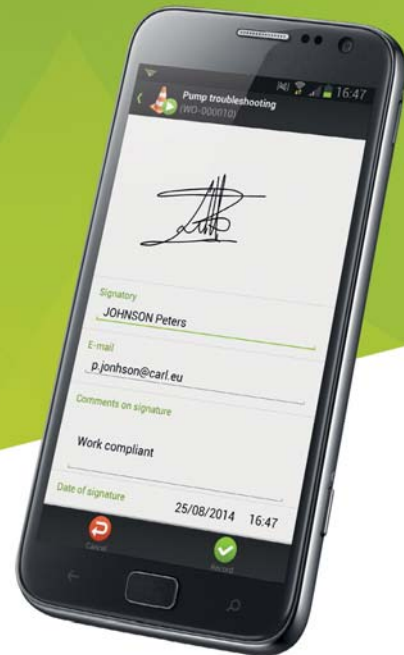 16:47
Pump troubleshooting
(WO-000010)
Signatory
JOHNSON Peters
E-mail
p.jonhson@carl.eu
Comments on signature
Work compliant
Date of signature
25/08/2014 16:47
Cancel
Record